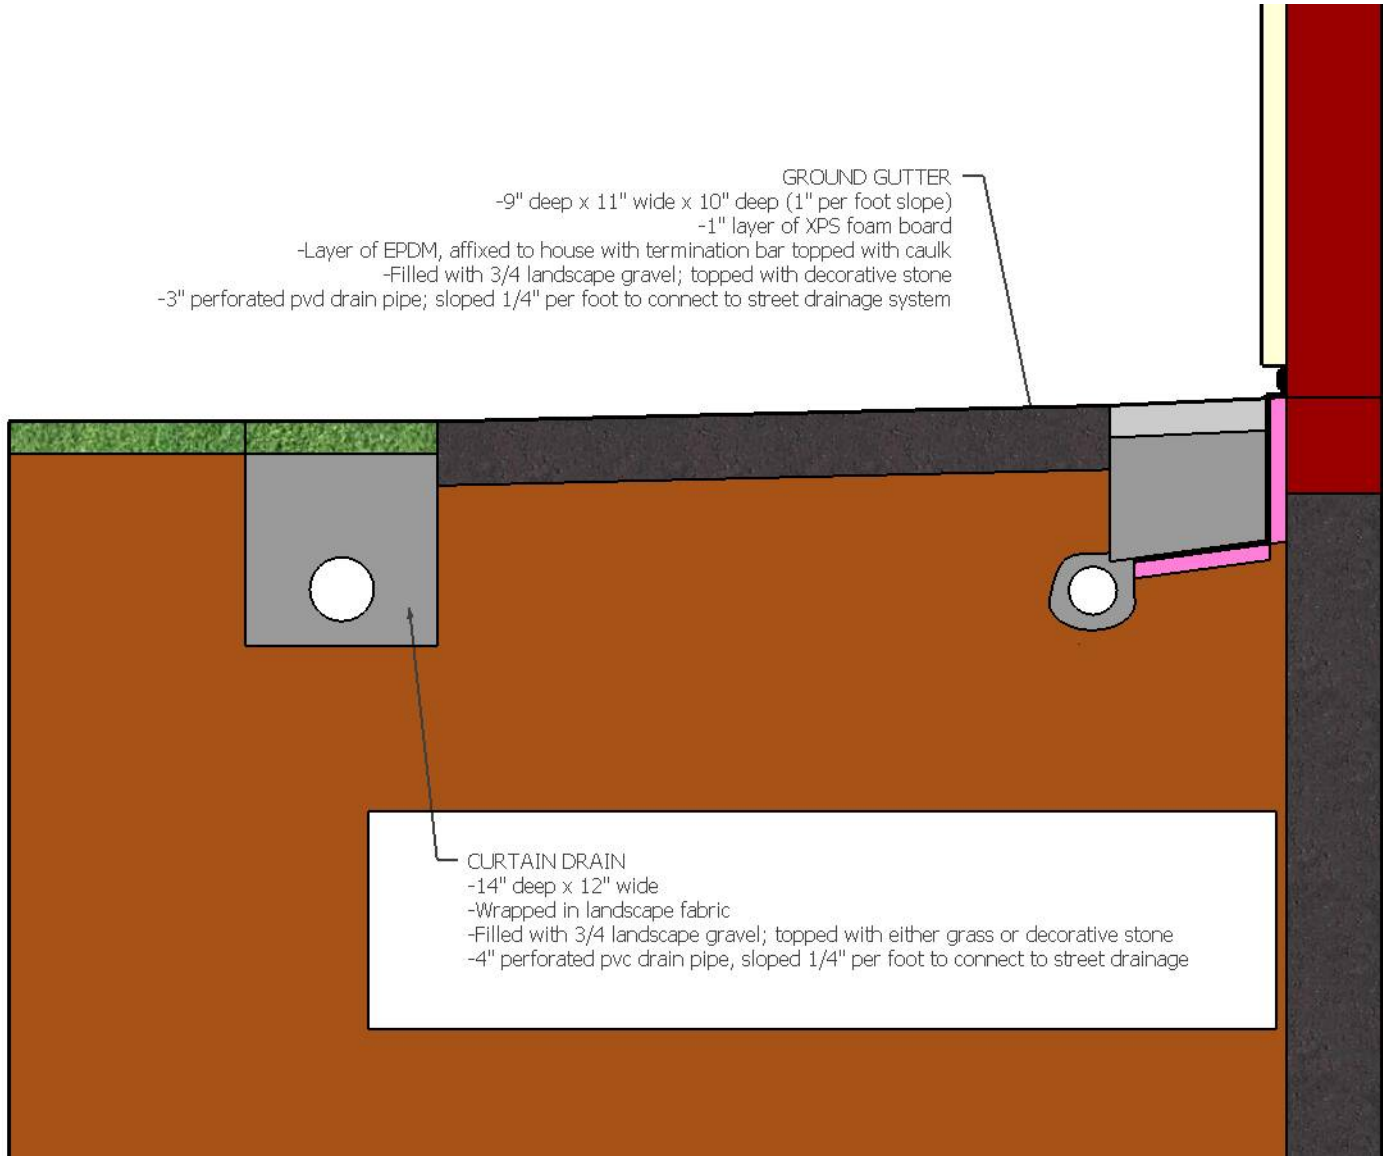 GROUND GUTTER
-9" deep x 11" wide x 10" deep (1" per foot slope)
-1" layer of XPS foam board
-Layer of EPDM, affixed to house with termination bar topped with caulk
-Filled with 3/4 landscape gravel; topped with decorative stone
-3" perforated pvd drain pipe; sloped 1/4" per foot to connect to street drainage system
CURTAIN DRAIN
-14" deep x 12" wide
-Wrapped in landscape fabric
-Filled with 3/4 landscape gravel; topped with either grass or decorative stone
-4" perforated pvc drain pipe, sloped 1/4" per foot to connect to street drainage